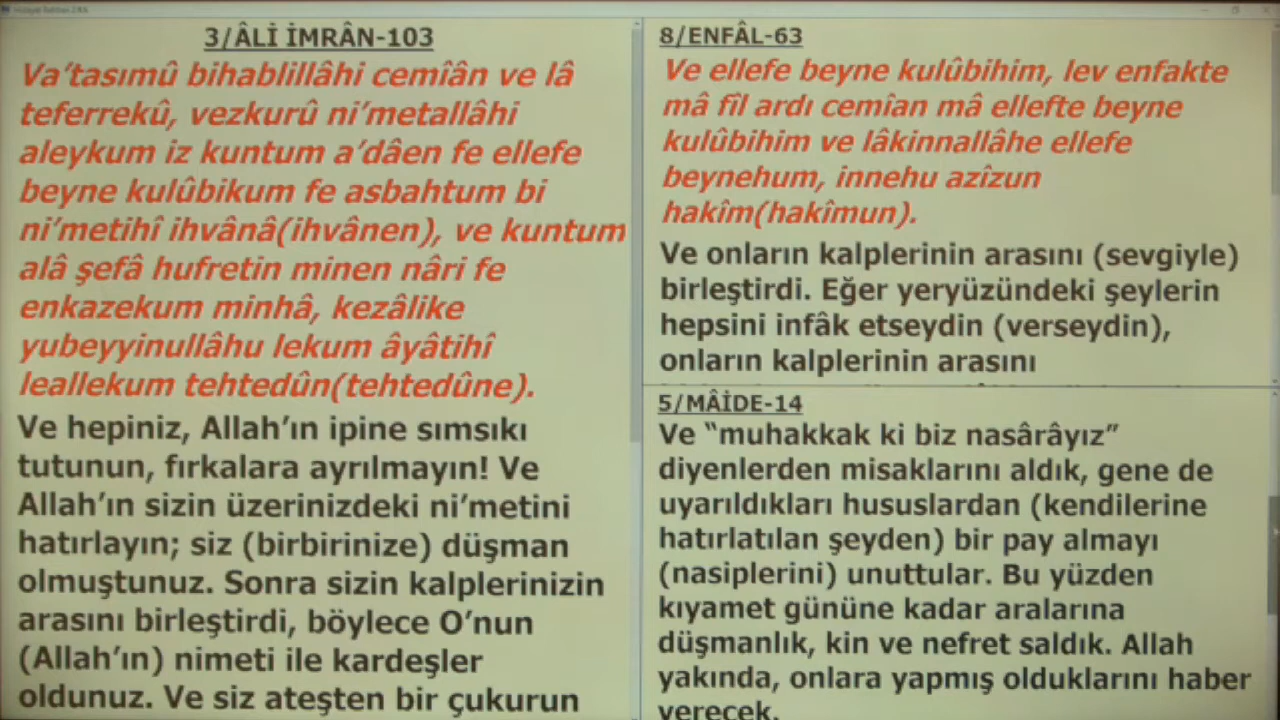 3/ÂLİ İMRÂN-103
Va’tasımû bihablillâhi cemîân ve lâ
teferrekû, vezkurû ni’metallâhi
aleykum iz kuntum a’dâen fe ellefe
beyne kulûbikum fe asbahtum bi
ni’metihî ihvânâ(ihvânen), ve kuntum
alâ şefâ hufretin minen nâri fe
enkazekum minhâ, kezâlike
yubeyyinullâhu lekum âyâtihî
leallekum tehtedûn(tehtedûne).
Ve hepiniz, Allah’ın ipine sımsıkı
tutunun, fırkalara ayrılmayın! Ve
Allah’ın sizin üzerinizdeki ni’metini
hatırlayın; siz (birbirinize) düşman
olmuştunuz. Sonra sizin kalplerinizin
arasını birleştirdi, böylece O’nun
(Allah’ın) nimeti ile kardeşler
oldunuz. Ve siz ateşten bir çukurun
8/ENFÂL-63
Ve ellefe beyne kulûbihim, lev enfakte
mâ fîl ardı cemîan mâ ellefte beyne
kulûbihim ve lâkinnallâhe ellefe
beynehum, innehu azîzun
hakîm(hakîmun).
Ve onların kalplerinin arasını (sevgiyle)
birleştirdi. Eğer yeryüzündeki şeylerin
hepsini infâk etseydin (verseydin),
onların kalplerinin arasını
5/MÂİDE-14
Ve “muhakkak ki biz nasârâyız”
diyenlerden misaklarını aldık, gene de
uyarıldıkları hususlardan (kendilerine
hatırlatılan şeyden) bir pay almayı
(nasiplerini) unuttular. Bu yüzden
kıyamet gününe kadar aralarına
düşmanlık, kin ve nefret saldık. Allah
yakında, onlara yapmış olduklarını haber
verecek.